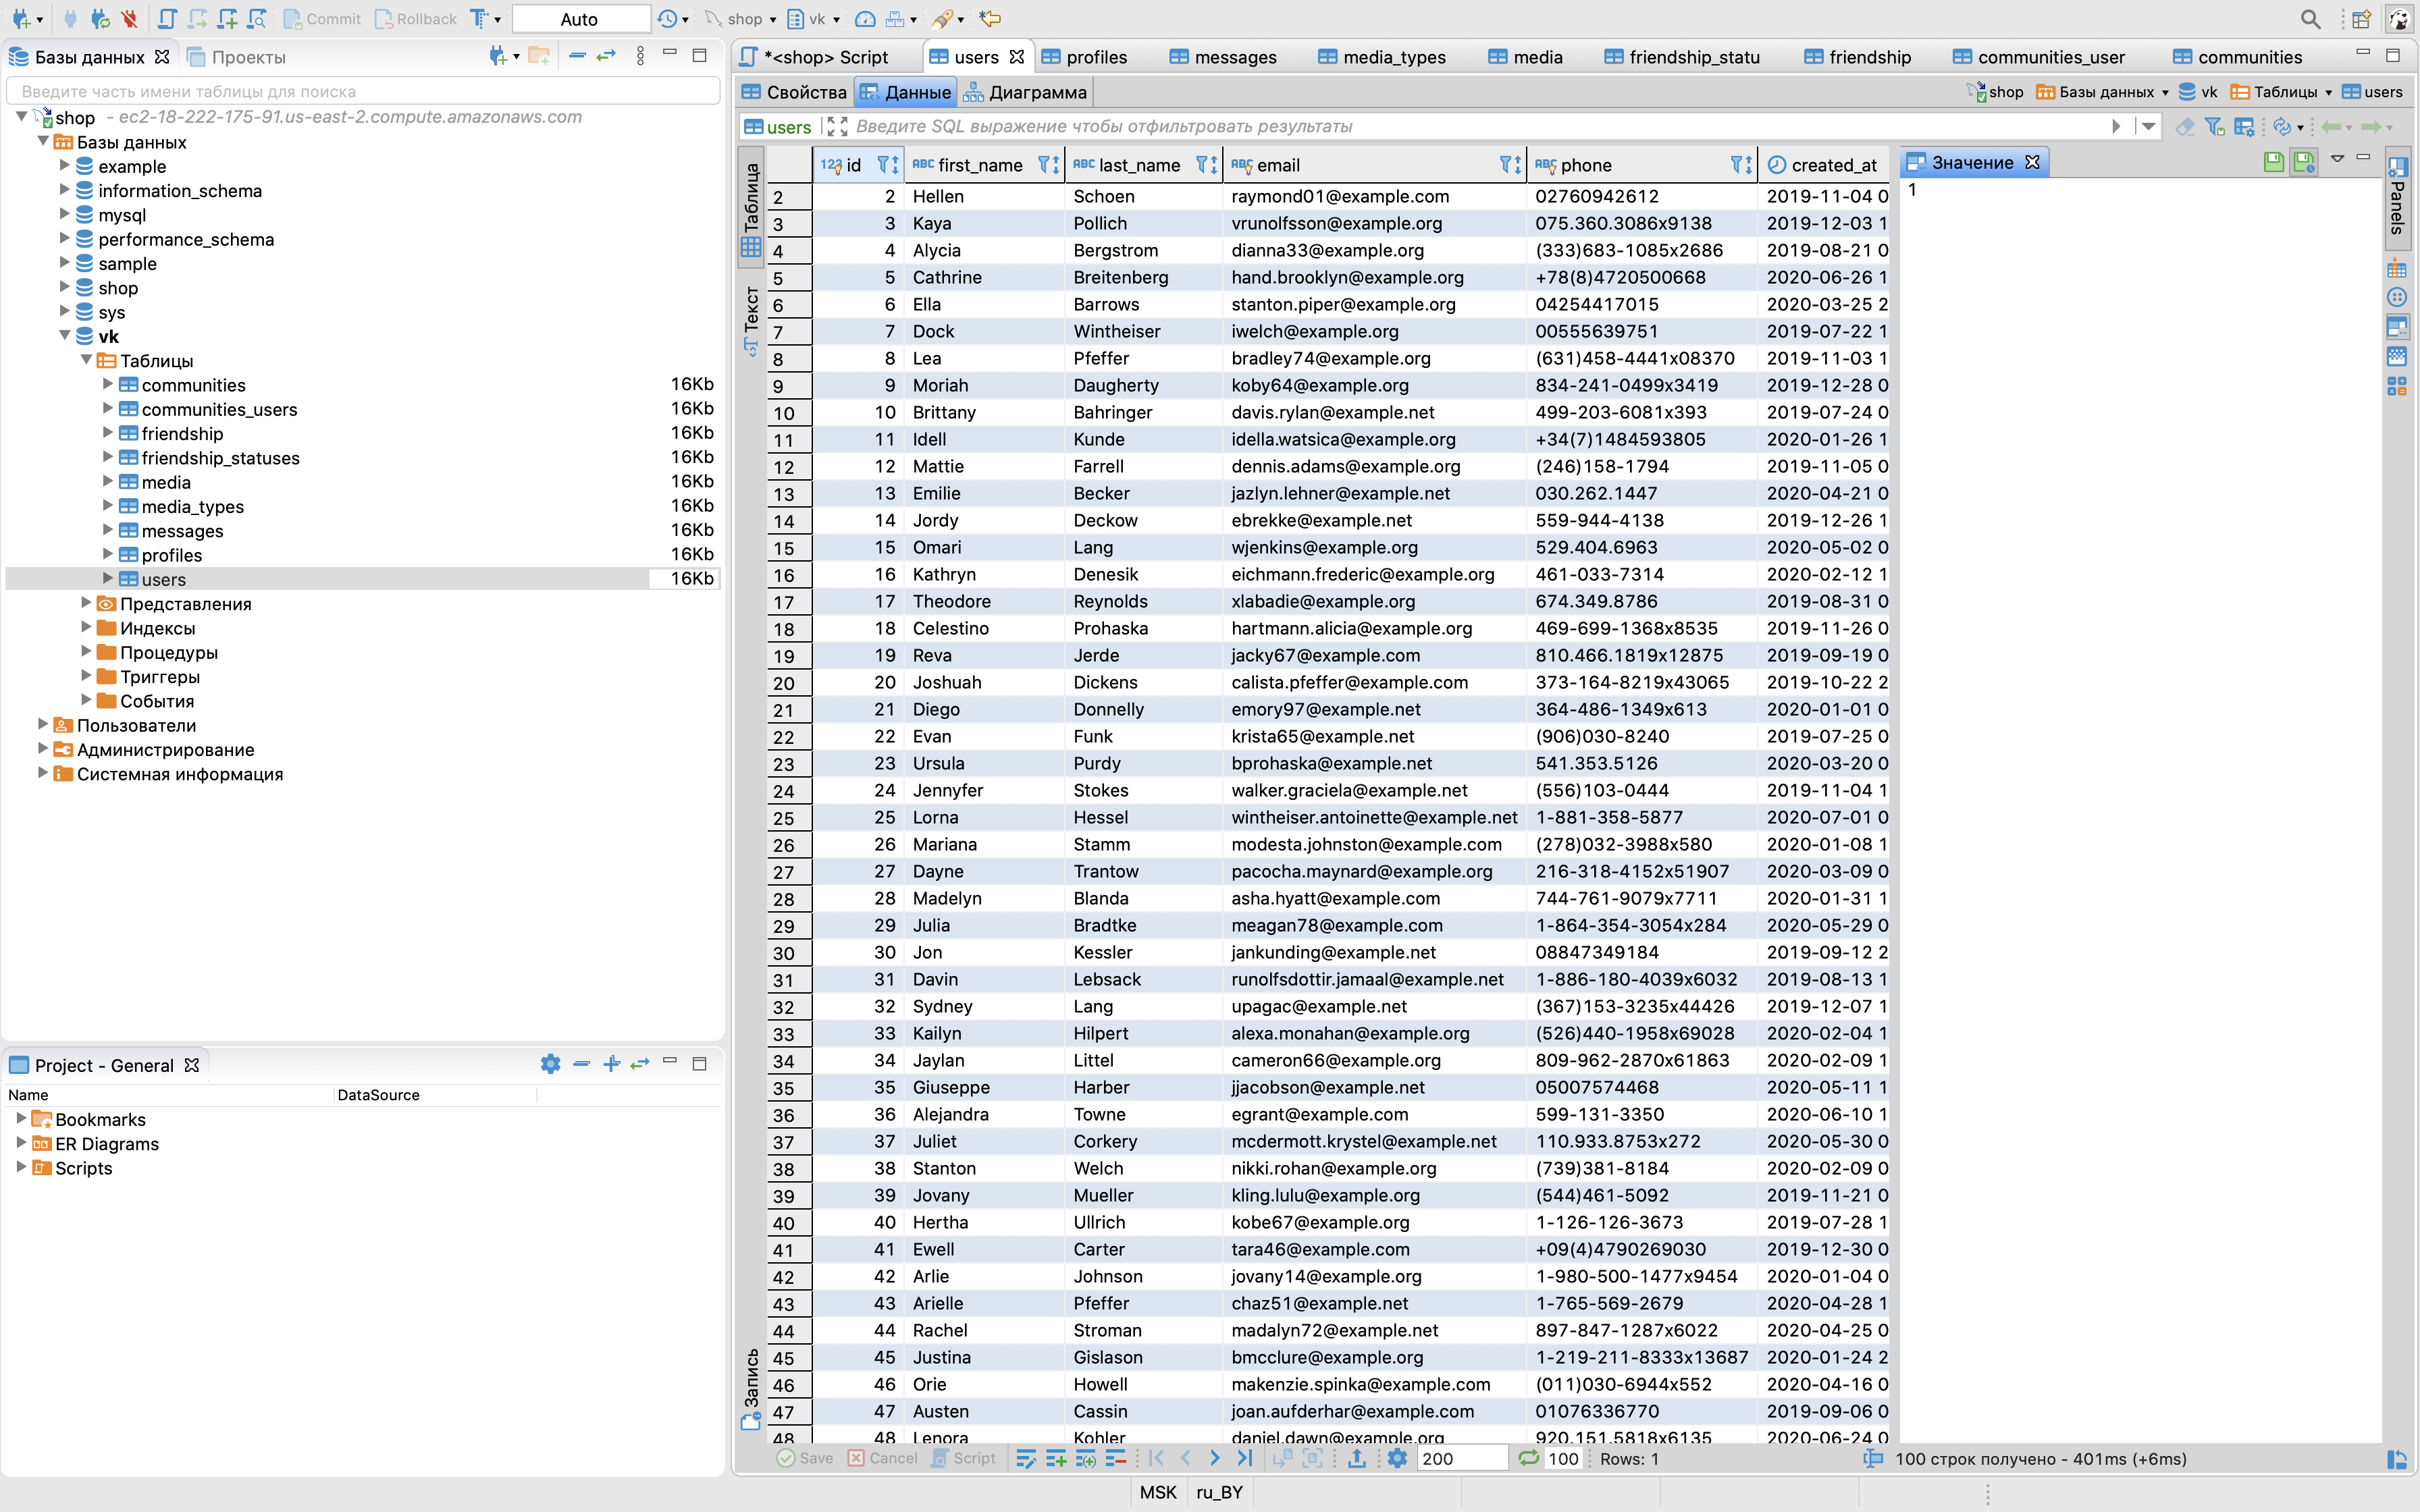 Commit Rollback Auto shop vk
Базы данных Проекты
Введите часть имени таблицы для поиска
shop - ec2-18-222-175-91.us-east-2.compute.amazonaws.com
Базы данных
example
information_schema
mysql
performance_schema
sample
shop
sys
vk
Таблицы
communities 16Kb
communities_users 16Kb
friendship 16Kb
friendship_statuses 16Kb
media 16Kb
media_types 16Kb
messages 16Kb
profiles 16Kb
users 16Kb
Представления
Индексы
Процедуры
Триггеры
События
Пользователи
Администрирование
Системная информация
Project - General
Name DataSource
Bookmarks
ER Diagrams
Scripts
*<shop> Script users profiles messages media_types media friendship_statu friendship communities_user communities
Свойства Данные Диаграмма shop Базы данных vk Таблицы users
users Введите SQL выражение чтобы отфильтровать результаты
Таблица
Текст
Запись
123 id ABC first_name ABC last_name ABC email ABC phone created_at
2 2 Hellen Schoen raymond01@example.com 02760942612 2019-11-04 0
3 3 Kaya Pollich vrunolfsson@example.org 075.360.3086x9138 2019-12-03 1
4 4 Alycia Bergstrom dianna33@example.org (333)683-1085x2686 2019-08-21 0
5 5 Cathrine Breitenberg hand.brooklyn@example.org +78(8)4720500668 2020-06-26 1
6 6 Ella Barrows stanton.piper@example.org 04254417015 2020-03-25 2
7 7 Dock Wintheiser iwelch@example.org 00555639751 2019-07-22 1
8 8 Lea Pfeffer bradley74@example.org (631)458-4441x08370 2019-11-03 1
9 9 Moriah Daugherty koby64@example.org 834-241-0499x3419 2019-12-28 0
10 10 Brittany Bahringer davis.rylan@example.net 499-203-6081x393 2019-07-24 0
11 11 Idell Kunde idella.watsica@example.org +34(7)1484593805 2020-01-26 1
12 12 Mattie Farrell dennis.adams@example.org (246)158-1794 2019-11-05 0
13 13 Emilie Becker jazlyn.lehner@example.net 030.262.1447 2020-04-21 0
14 14 Jordy Deckow ebrekke@example.net 559-944-4138 2019-12-26 1
15 15 Omari Lang wjenkins@example.org 529.404.6963 2020-05-02 0
16 16 Kathryn Denesik eichmann.frederic@example.org 461-033-7314 2020-02-12 1
17 17 Theodore Reynolds xlabadie@example.org 674.349.8786 2019-08-31 0
18 18 Celestino Prohaska hartmann.alicia@example.org 469-699-1368x8535 2019-11-26 0
19 19 Reva Jerde jacky67@example.com 810.466.1819x12875 2019-09-19 0
20 20 Joshuah Dickens calista.pfeffer@example.com 373-164-8219x43065 2019-10-22 2
21 21 Diego Donnelly emory97@example.net 364-486-1349x613 2020-01-01 0
22 22 Evan Funk krista65@example.net (906)030-8240 2019-07-25 0
23 23 Ursula Purdy bprohaska@example.net 541.353.5126 2020-03-20 0
24 24 Jennyfer Stokes walker.graciela@example.net (556)103-0444 2019-11-04 1
25 25 Lorna Hessel wintheiser.antoinette@example.net 1-881-358-5877 2020-07-01 0
26 26 Mariana Stamm modesta.johnston@example.com (278)032-3988x580 2020-01-08 1
27 27 Dayne Trantow pacocha.maynard@example.org 216-318-4152x51907 2020-03-09 0
28 28 Madelyn Blanda asha.hyatt@example.com 744-761-9079x7711 2020-01-31 1
29 29 Julia Bradtke meagan78@example.com 1-864-354-3054x284 2020-05-29 0
30 30 Jon Kessler jankunding@example.net 08847349184 2019-09-12 2
31 31 Davin Lebsack runolfsdottir.jamaal@example.net 1-886-180-4039x6032 2019-08-13 1
32 32 Sydney Lang upagac@example.net (367)153-3235x44426 2019-12-07 1
33 33 Kailyn Hilpert alexa.monahan@example.org (526)440-1958x69028 2020-02-04 1
34 34 Jaylan Littel cameron66@example.org 809-962-2870x61863 2020-02-09 1
35 35 Giuseppe Harber jjacobson@example.net 05007574468 2020-05-11 1
36 36 Alejandra Towne egrant@example.com 599-131-3350 2020-06-10 1
37 37 Juliet Corkery mcdermott.krystel@example.net 110.933.8753x272 2020-05-30 0
38 38 Stanton Welch nikki.rohan@example.org (739)381-8184 2020-02-09 0
39 39 Jovany Mueller kling.lulu@example.org (544)461-5092 2019-11-21 0
40 40 Hertha Ullrich kobe67@example.org 1-126-126-3673 2019-07-28 1
41 41 Ewell Carter tara46@example.com +09(4)4790269030 2019-12-30 0
42 42 Arlie Johnson jovany14@example.org 1-980-500-1477x9454 2020-01-04 0
43 43 Arielle Pfeffer chaz51@example.net 1-765-569-2679 2020-04-28 1
44 44 Rachel Stroman madalyn72@example.net 897-847-1287x6022 2020-04-25 0
45 45 Justina Gislason bmcclure@example.org 1-219-211-8333x13687 2020-01-24 2
46 46 Orie Howell makenzie.spinka@example.com (011)030-6944x552 2020-04-16 0
47 47 Austen Cassin joan.aufderhar@example.com 01076336770 2019-09-06 0
48 48 Lenora Kohler daniel.dawn@example.org 920.151.5818x6135 2020-06-24 0
Значение
1
Panels
Save Cancel Script 200 100 Rows: 1 100 строк получено - 401ms (+6ms)
MSK ru_BY